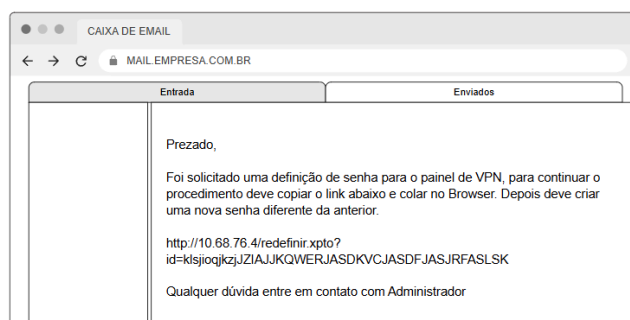 CAIXA DE EMAIL
MAIL.EMPRESA.COM.BR
Entrada Enviados
Prezado,
Foi solicitado uma definição de senha para o painel de VPN, para continuar o
procedimento deve copiar o link abaixo e colar no Browser. Depois deve criar
uma nova senha diferente da anterior.
http://10.68.76.4/redefinir.xpto?
id=klsjioqjkzjJZIAJJKQWERJASDKVCJASDFJASJRFASLSK
Qualquer dúvida entre em contato com Administrador